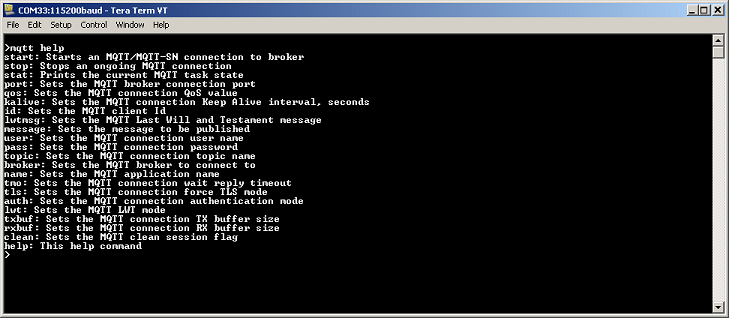 COM33:115200baud - Tera Term VT
File Edit Setup Control Window Help
>mqtt help
start: Starts an MQTT/MQTT-SN connection to broker
stop: Stops an ongoing MQTT connection
stat: Prints the current MQTT task state
port: Sets the MQTT broker connection port
qos: Sets the MQTT connection QoS value
kalive: Sets the MQTT connection Keep Alive interval, seconds
id: Sets the MQTT client Id
lwtmsg: Sets the MQTT Last Will and Testament message
message: Sets the message to be published
user: Sets the MQTT connection user name
pass: Sets the MQTT connection password
topic: Sets the MQTT connection topic name
broker: Sets the MQTT broker to connect to
name: Sets the MQTT application name
tmo: Sets the MQTT connection wait reply timeout
tls: Sets the MQTT connection force TLS mode
auth: Sets the MQTT connection authentication mode
lwt: Sets the MQTT LWT mode
txbuf: Sets the MQTT connection TX buffer size
rxbuf: Sets the MQTT connection RX buffer size
clean: Sets the MQTT clean session flag
help: This help command
>